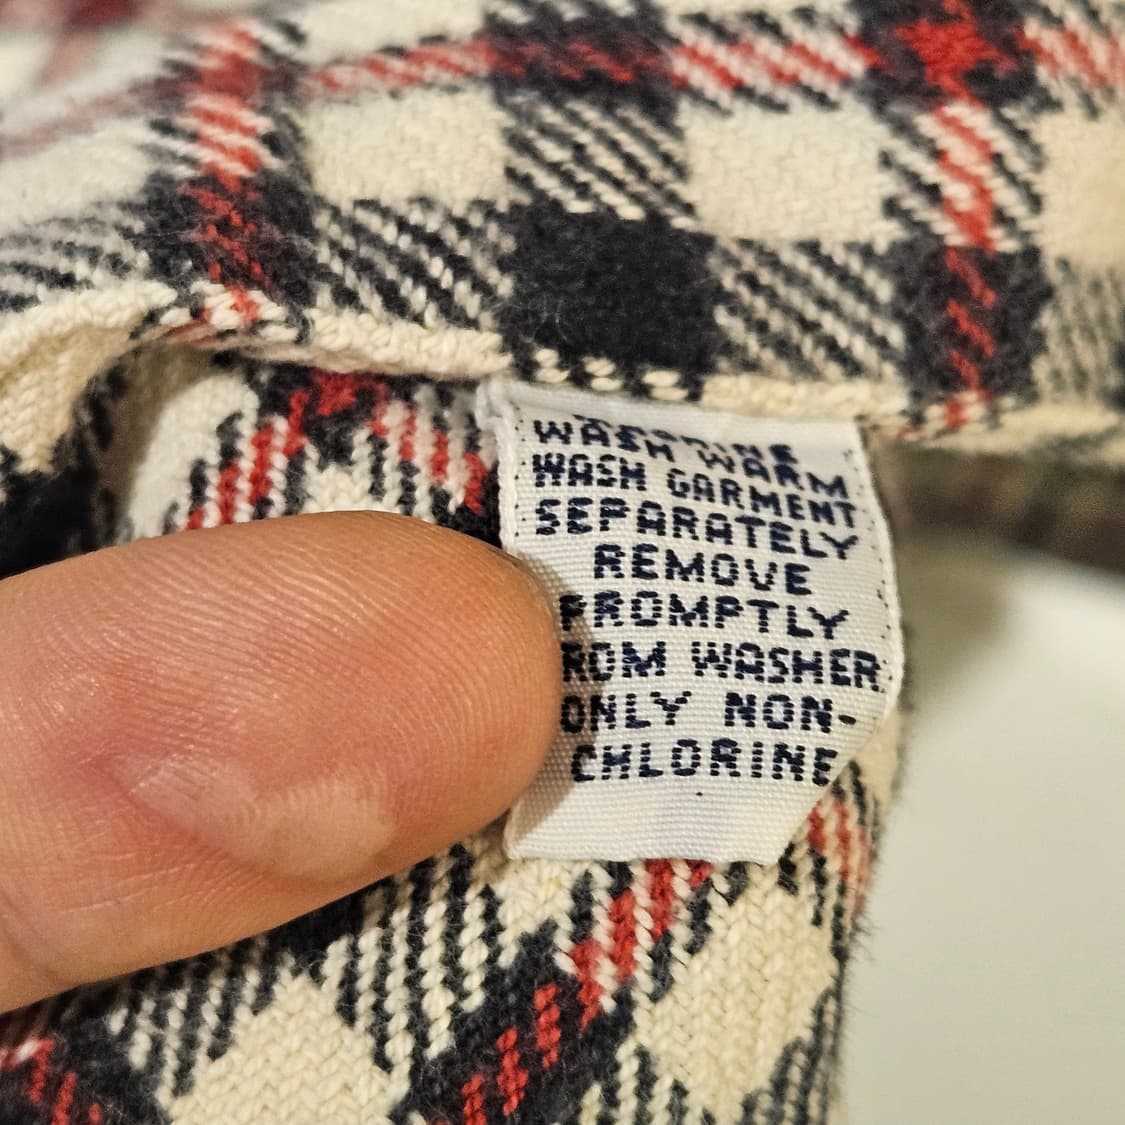 WASH WARM
WASH GARMENT
SEPARATELY
REMOVE
PROMPTLY
ROM WASHER
ONLY NON-
CHLORINE